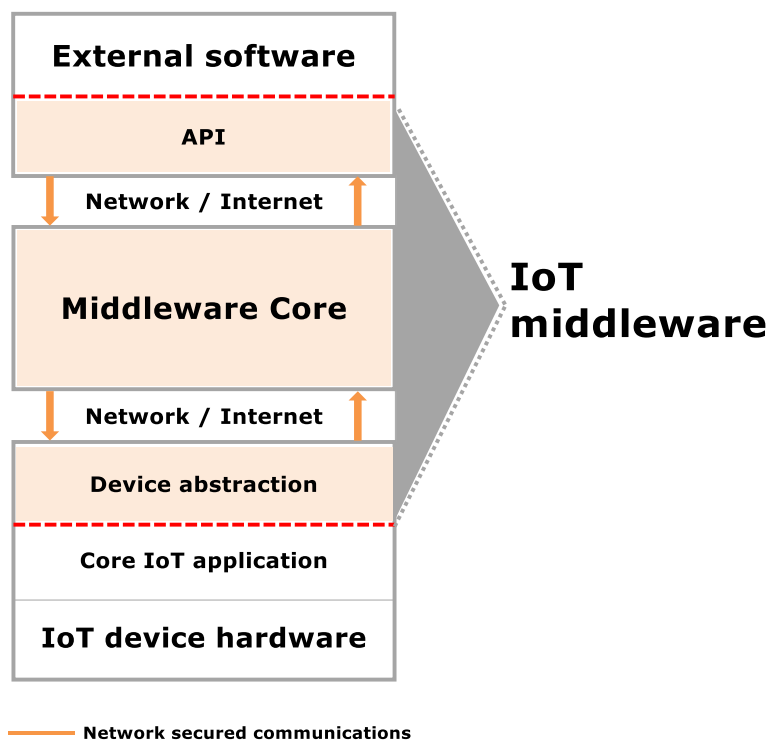 External software
API
Network / Internet
Middleware Core
IoT
middleware
Network / Internet
Device abstraction
Core IoT application
IoT device hardware
Network secured communications